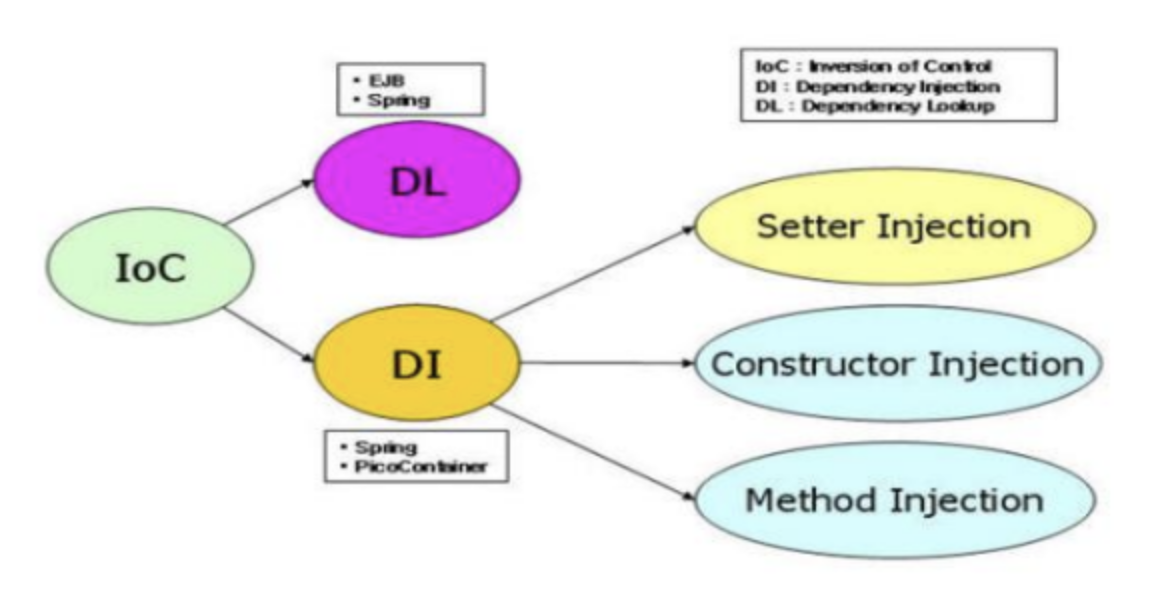 • EJB
• Spring
IoC : Inversion of Control
DI : Dependency Injection
DL : Dependency Lookup
DL
Setter Injection
IoC
DI
Constructor Injection
• Spring
• PicoContainer
Method Injection